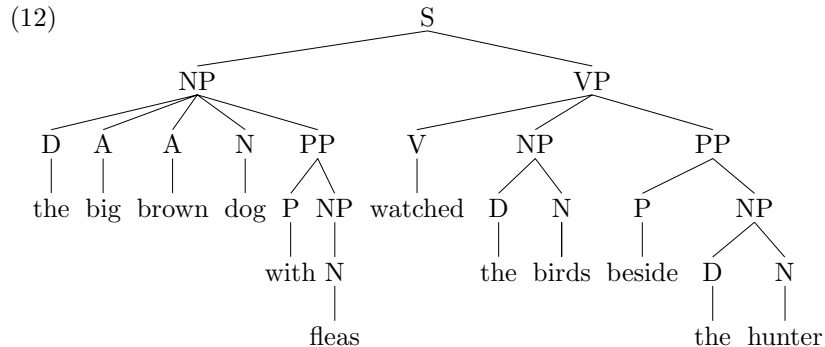 (12) S
NP VP
D A A N PP V NP PP
the big brown dog P NP watched D N P NP
with N the birds beside D N
fleas the hunter